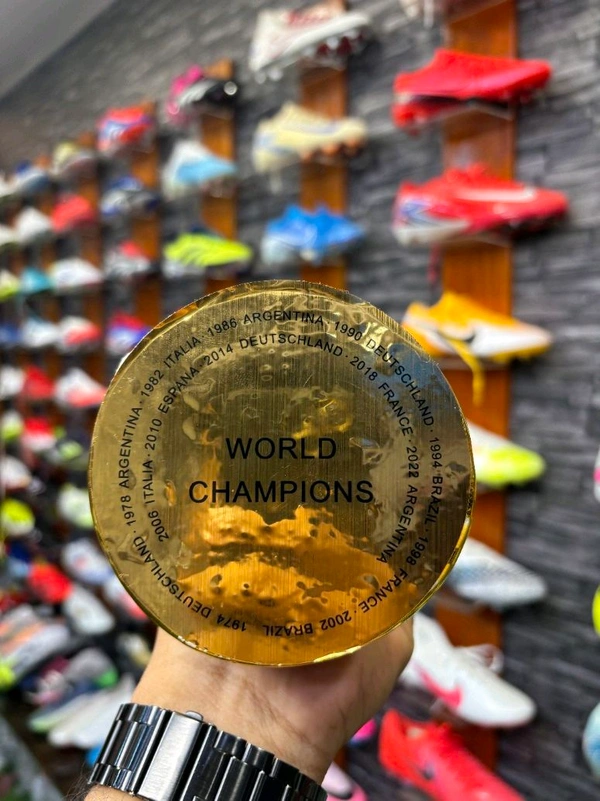 1974 DEUTSCHLAND · 1978 ARGENTINA · 1982 ITALIA · 1986 ARGENTINA · 1990 DEUTSCHLAND · 1994 BRAZIL · 1998 FRANCE · 2002 BRAZIL
2006 ITALIA · 2010 ESPAÑA · 2014 DEUTSCHLAND · 2018 FRANCE · 2022 ARGENTINA
WORLD
CHAMPIONS